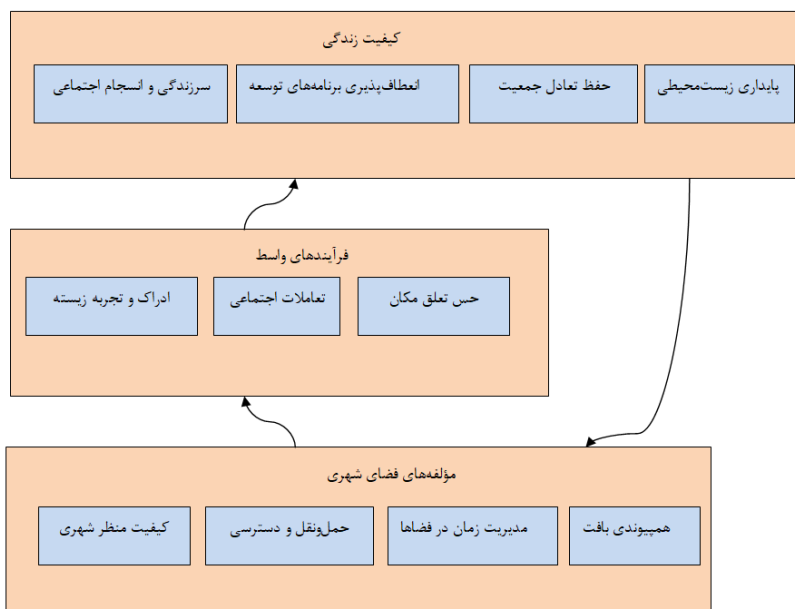 کیفیت زندگی
پایداری زیست‌محیطی
حفظ تعادل جمعیت
انعطاف‌پذیری برنامه‌های توسعه
سرزندگی و انسجام اجتماعی
فرآیندهای واسط
حس تعلق مکان
تعاملات اجتماعی
ادراک و تجربه زیسته
مؤلفه‌های فضای شهری
همپیوندی بافت
مدیریت زمان در فضاها
حمل‌ونقل و دسترسی
کیفیت منظر شهری